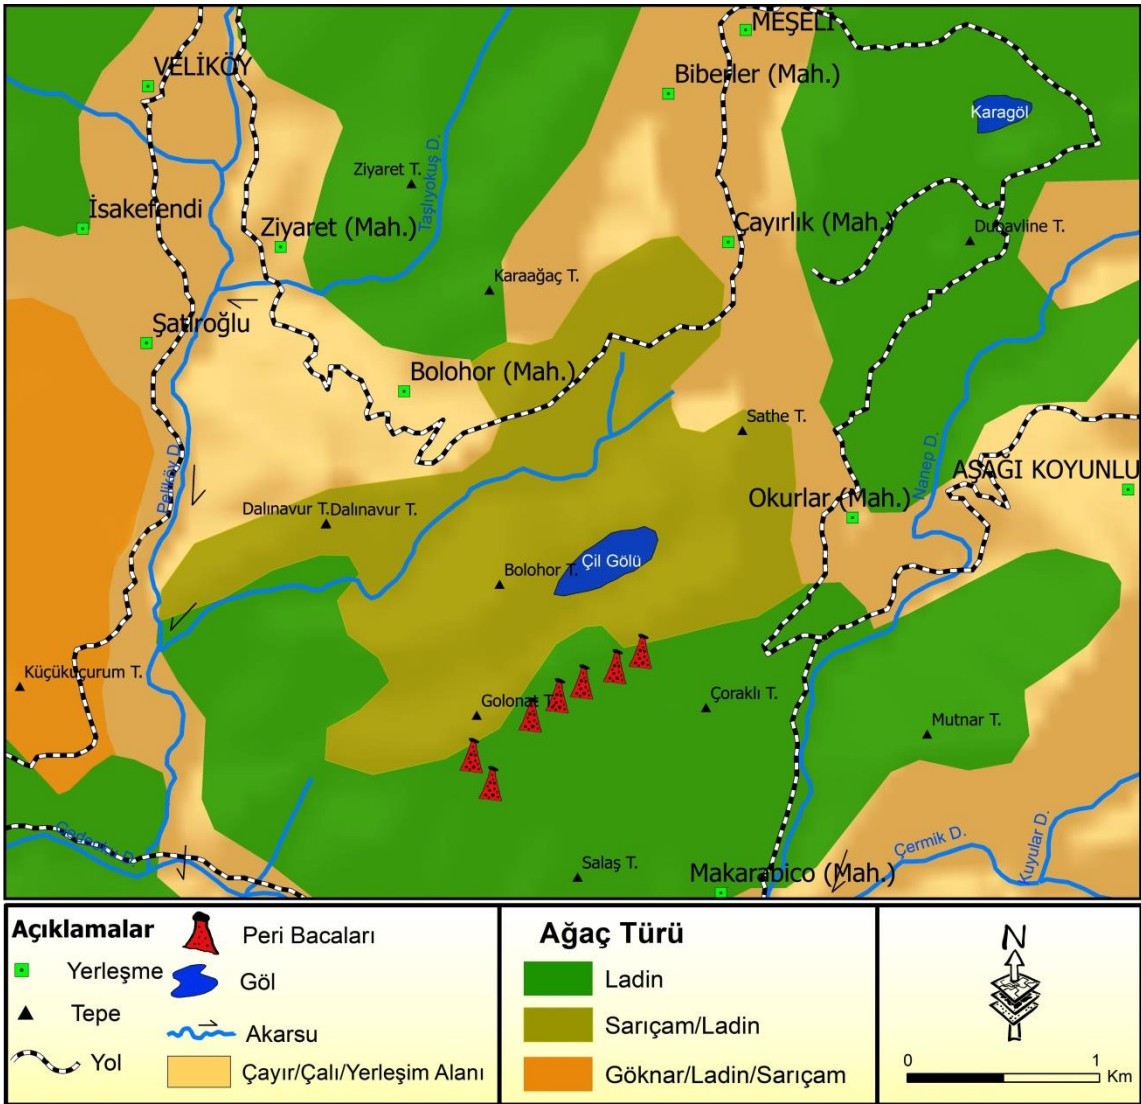 MEŞELİ
VELİKÖY
Biberler (Mah.)
Karagöl
Ziyaret T.
Taşlıyokuş D.
İsakefendi
Ziyaret (Mah.)
Çayırlık (Mah.)
Karaağaç T.
Şatıroğlu
Bolohor (Mah.)
Sathe T.
Nanep D.
AŞAĞI KOYUNLU
Okurlar (Mah.)
Dalınavur T.
Dalınavur T.
Bolohor T.
Çil Gölü
Küçükuçurum T.
Golonat T.
Çoraklı T.
Mutnar T.
Salaş T.
Makarabico (Mah.)
Çermik D.
Kuyular D.
Açıklamalar
Yerleşme
Tepe
Yol
Peri Bacaları
Göl
Akarsu
Çayır/Çalı/Yerleşim Alanı
Ağaç Türü
Ladin
Sarıçam/Ladin
Göknar/Ladin/Sarıçam
N
0 1
Km